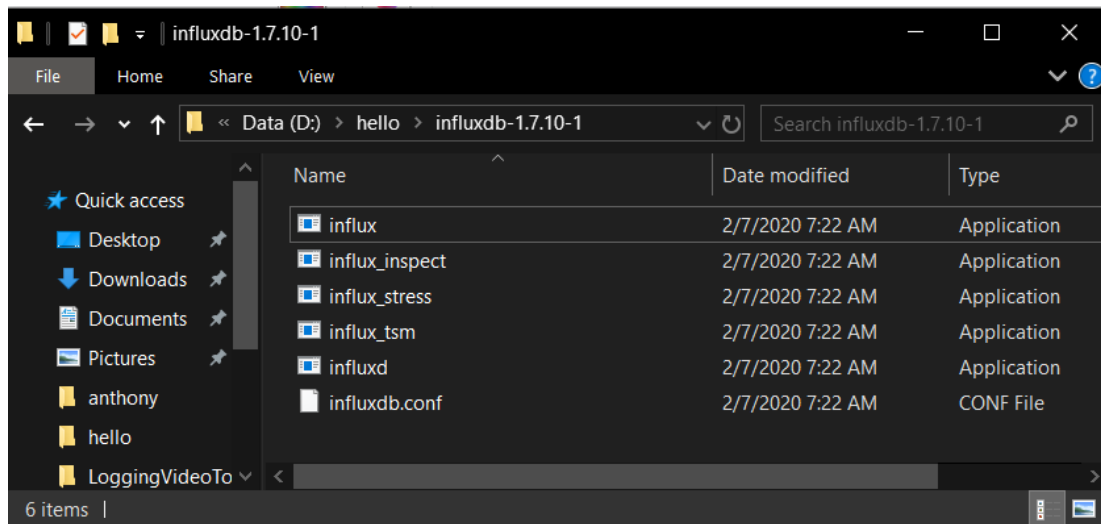 influxdb-1.7.10-1
File Home Share View
« Data (D:) > hello > influxdb-1.7.10-1 Search influxdb-1.7.10-1
Name Date modified Type
Quick access
Desktop
Downloads
Documents
Pictures
anthony
hello
LoggingVideoTo
influx 2/7/2020 7:22 AM Application
influx_inspect 2/7/2020 7:22 AM Application
influx_stress 2/7/2020 7:22 AM Application
influx_tsm 2/7/2020 7:22 AM Application
influxd 2/7/2020 7:22 AM Application
influxdb.conf 2/7/2020 7:22 AM CONF File
6 items